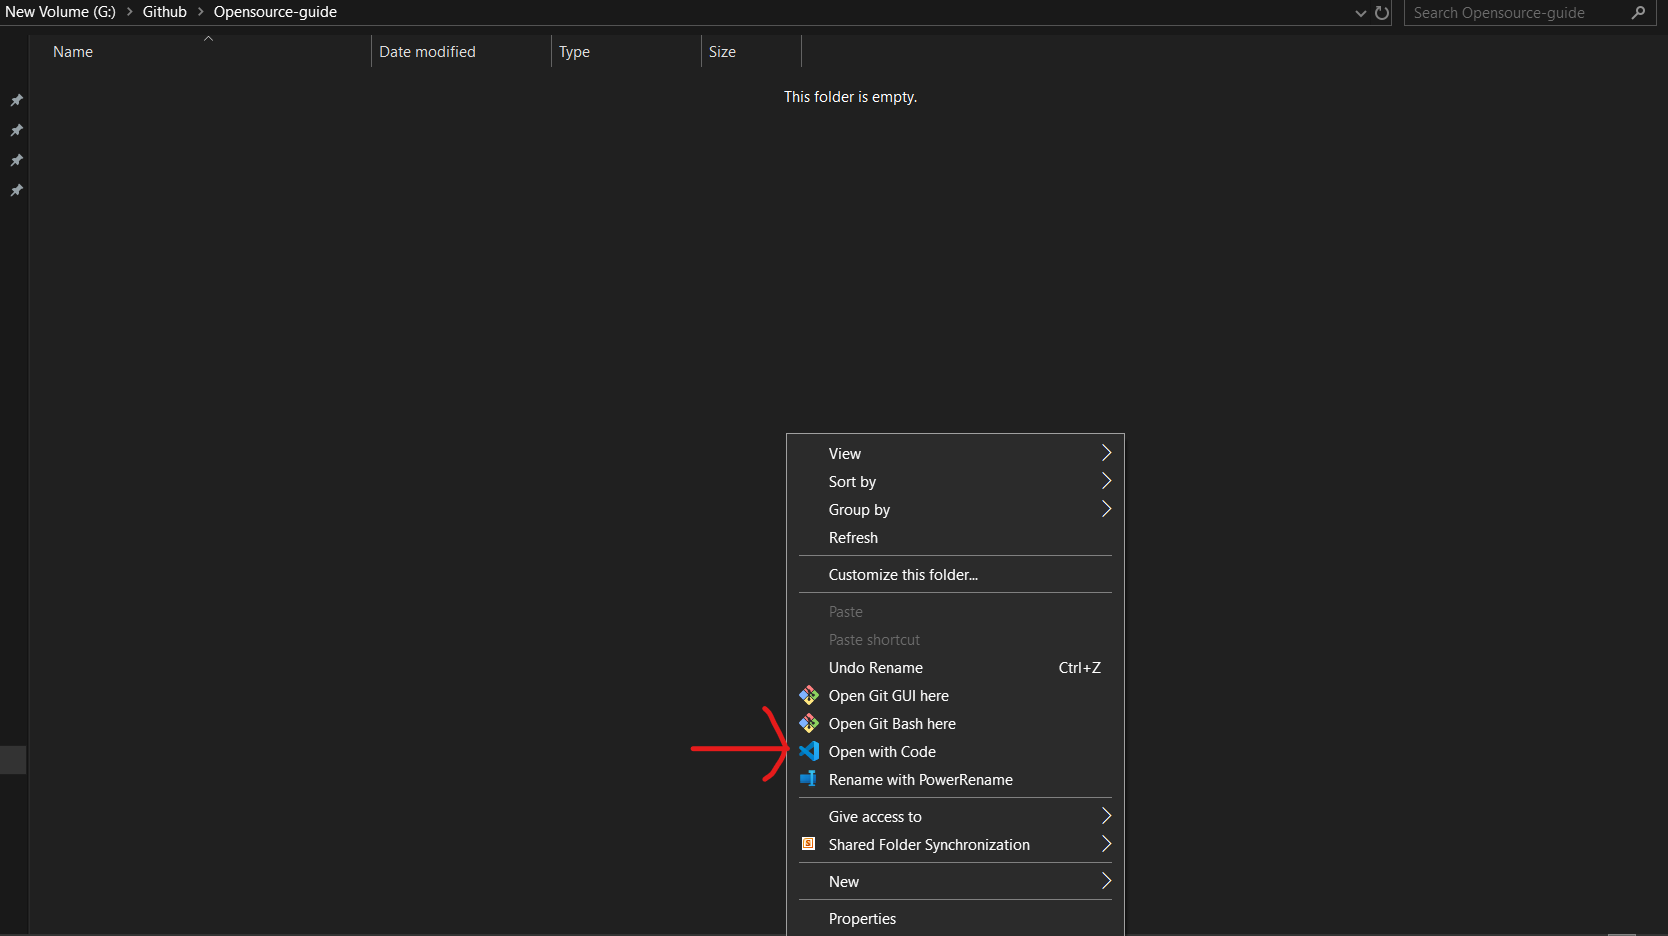 New Volume (G:) > Github > Opensource-guide
Search Opensource-guide
Name Date modified Type Size
This folder is empty.
View
Sort by
Group by
Refresh
Customize this folder...
Paste
Paste shortcut
Undo Rename Ctrl+Z
Open Git GUI here
Open Git Bash here
Open with Code
Rename with PowerRename
Give access to
Shared Folder Synchronization
New
Properties